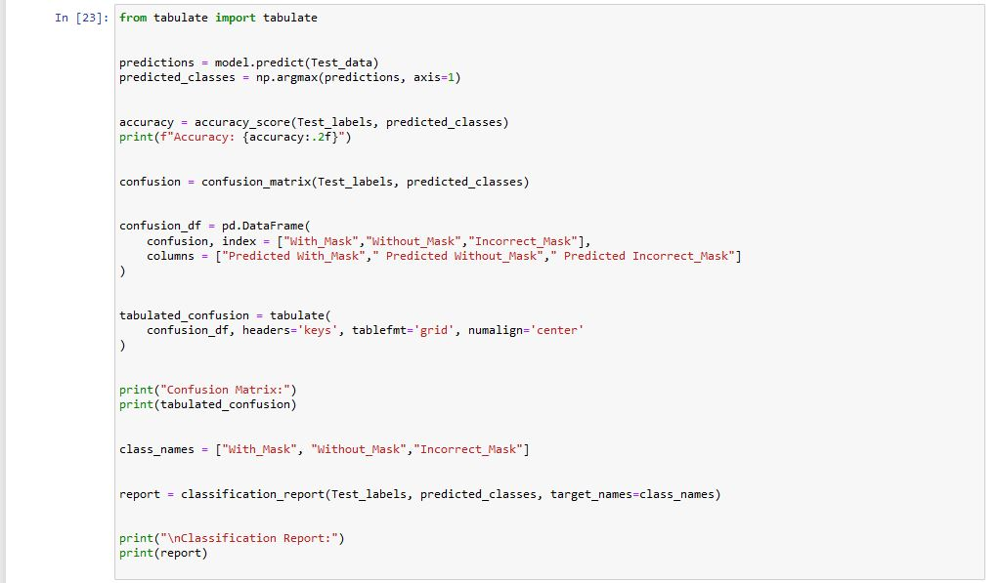 In [23]: from tabulate import tabulate
predictions = model.predict(Test_data)
predicted_classes = np.argmax(predictions, axis=1)
accuracy = accuracy_score(Test_labels, predicted_classes)
print(f"Accuracy: {accuracy:.2f}")
confusion = confusion_matrix(Test_labels, predicted_classes)
confusion_df = pd.DataFrame(
    confusion, index = ["With_Mask","Without_Mask","Incorrect_Mask"],
    columns = ["Predicted With_Mask"," Predicted Without_Mask"," Predicted Incorrect_Mask"]
)
tabulated_confusion = tabulate(
    confusion_df, headers='keys', tablefmt='grid', numalign='center'
)
print("Confusion Matrix:")
print(tabulated_confusion)
class_names = ["With_Mask", "Without_Mask","Incorrect_Mask"]
report = classification_report(Test_labels, predicted_classes, target_names=class_names)
print("\nClassification Report:")
print(report)